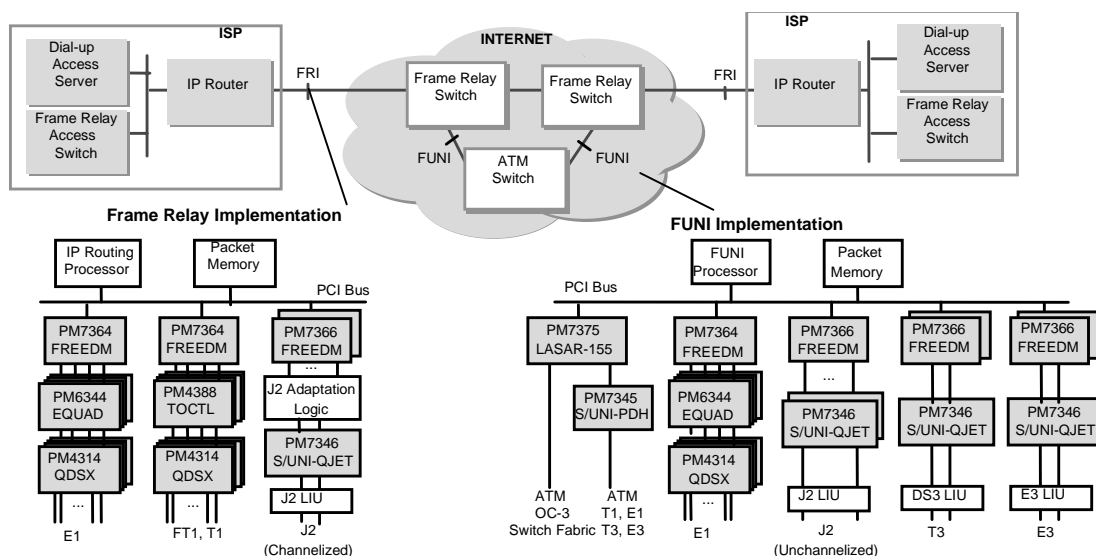 ISP
Dial-up
Access
Server
IP Router
Frame Relay
Access
Switch
FRI
INTERNET
Frame Relay
Switch
Frame Relay
Switch
FUNI
FUNI
ATM
Switch
FRI
ISP
IP Router
Dial-up
Access
Server
Frame Relay
Access
Switch
Frame Relay Implementation
IP Routing
Processor
Packet
Memory
PCI Bus
PM7364
FREEDM
PM7364
FREEDM
PM7366
FREEDM
...
PM6344
EQUAD
PM4388
TOCTL
J2 Adaptation
Logic
PM4314
QDSX
PM4314
QDSX
PM7346
S/UNI-QJET
...
...
J2 LIU
E1
FT1, T1
J2
(Channelized)
FUNI Implementation
FUNI
Processor
Packet
Memory
PCI Bus
PM7375
LASAR-155
PM7364
FREEDM
PM7366
FREEDM
PM7366
FREEDM
PM7366
FREEDM
...
PM7345
S/UNI-PDH
PM6344
EQUAD
PM7346
S/UNI-QJET
PM7346
S/UNI-QJET
PM7346
S/UNI-QJET
PM4314
QDSX
...
J2 LIU
DS3 LIU
E3 LIU
ATM
OC-3
Switch Fabric
ATM
T1, E1
T3, E3
E1
J2
(Unchannelized)
T3
E3